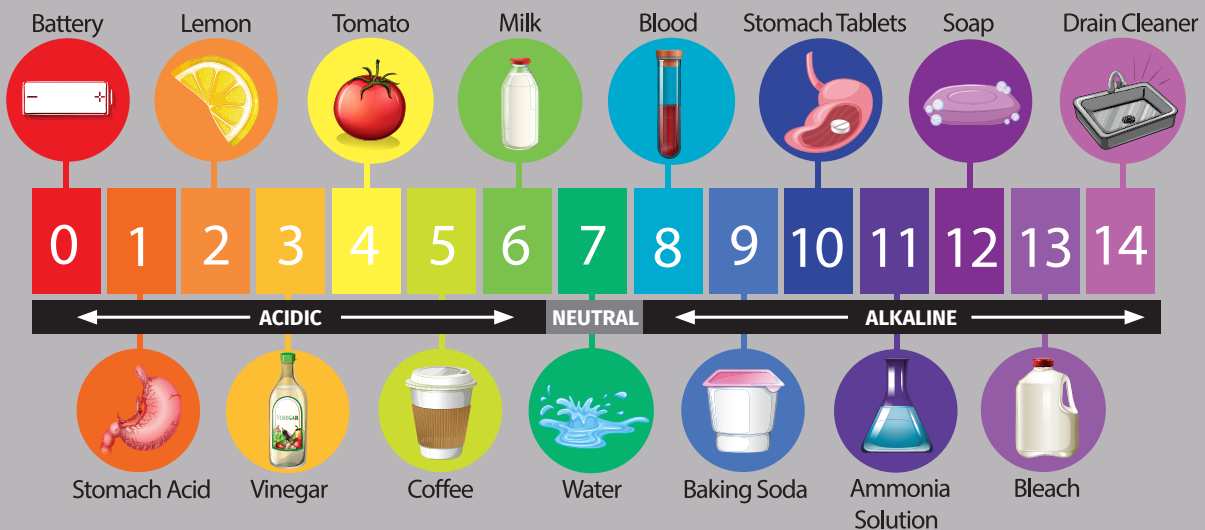 Battery
Lemon
Tomato
Milk
Blood
Stomach Tablets
Soap
Drain Cleaner
0 1 2 3 4 5 6 7 8 9 10 11 12 13 14
ACIDIC
NEUTRAL
ALKALINE
VINEGAR
Stomach Acid
Vinegar
Coffee
Water
Baking Soda
Ammonia
Solution
Bleach